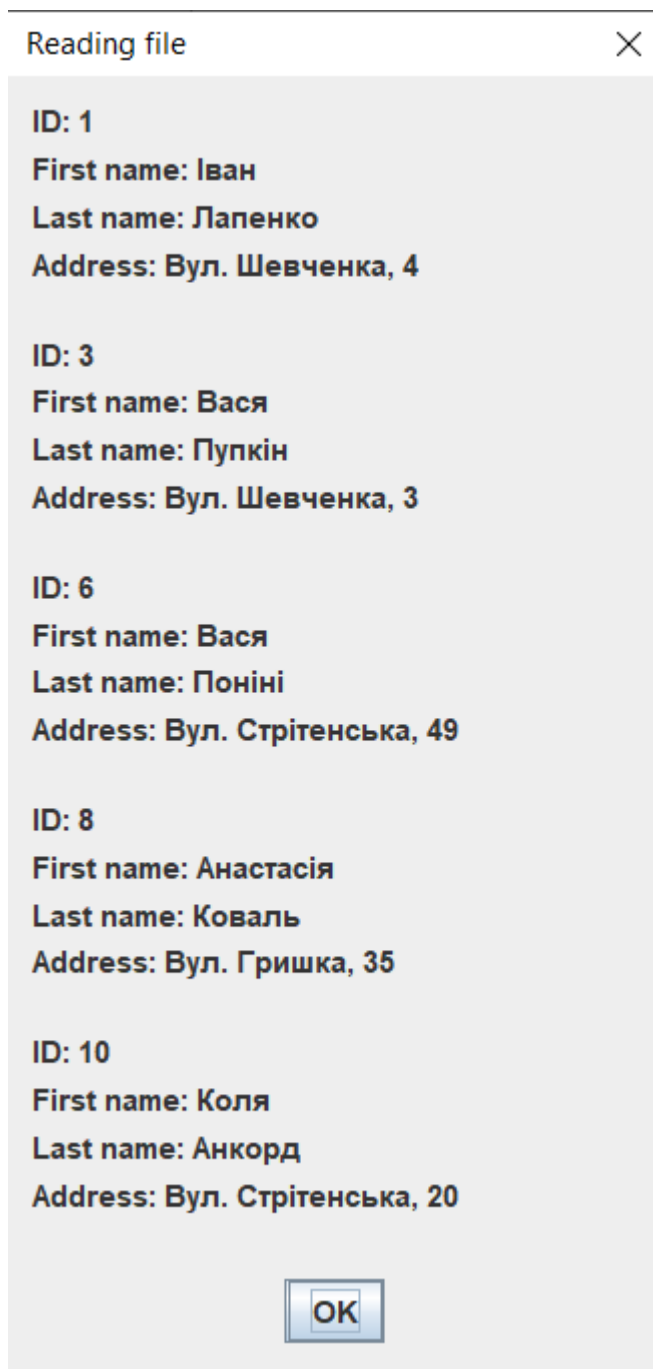 Reading file
ID: 1
First name: Іван
Last name: Лапенко
Address: Вул. Шевченка, 4
ID: 3
First name: Вася
Last name: Пупкін
Address: Вул. Шевченка, 3
ID: 6
First name: Вася
Last name: Поніні
Address: Вул. Стрітенська, 49
ID: 8
First name: Анастасія
Last name: Коваль
Address: Вул. Гришка, 35
ID: 10
First name: Коля
Last name: Анкорд
Address: Вул. Стрітенська, 20
OK